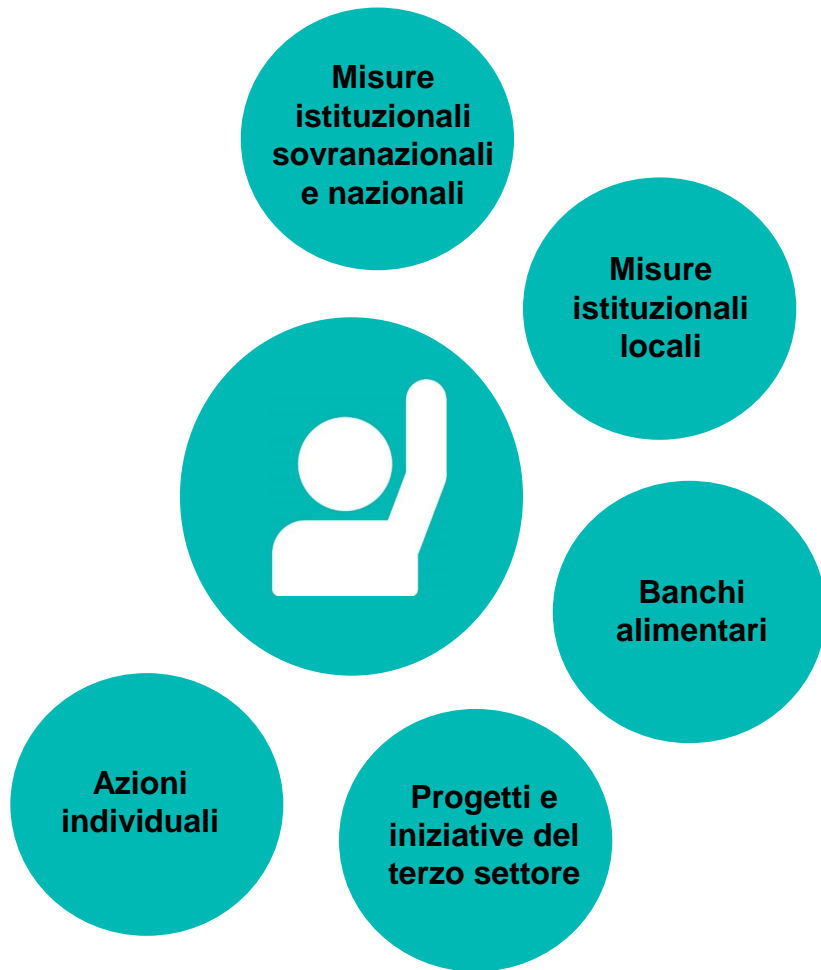 Misure
istituzionali
sovranazionali
e nazionali
Misure
istituzionali
locali
Banchi
alimentari
Progetti e
iniziative del
terzo settore
Azioni
individuali